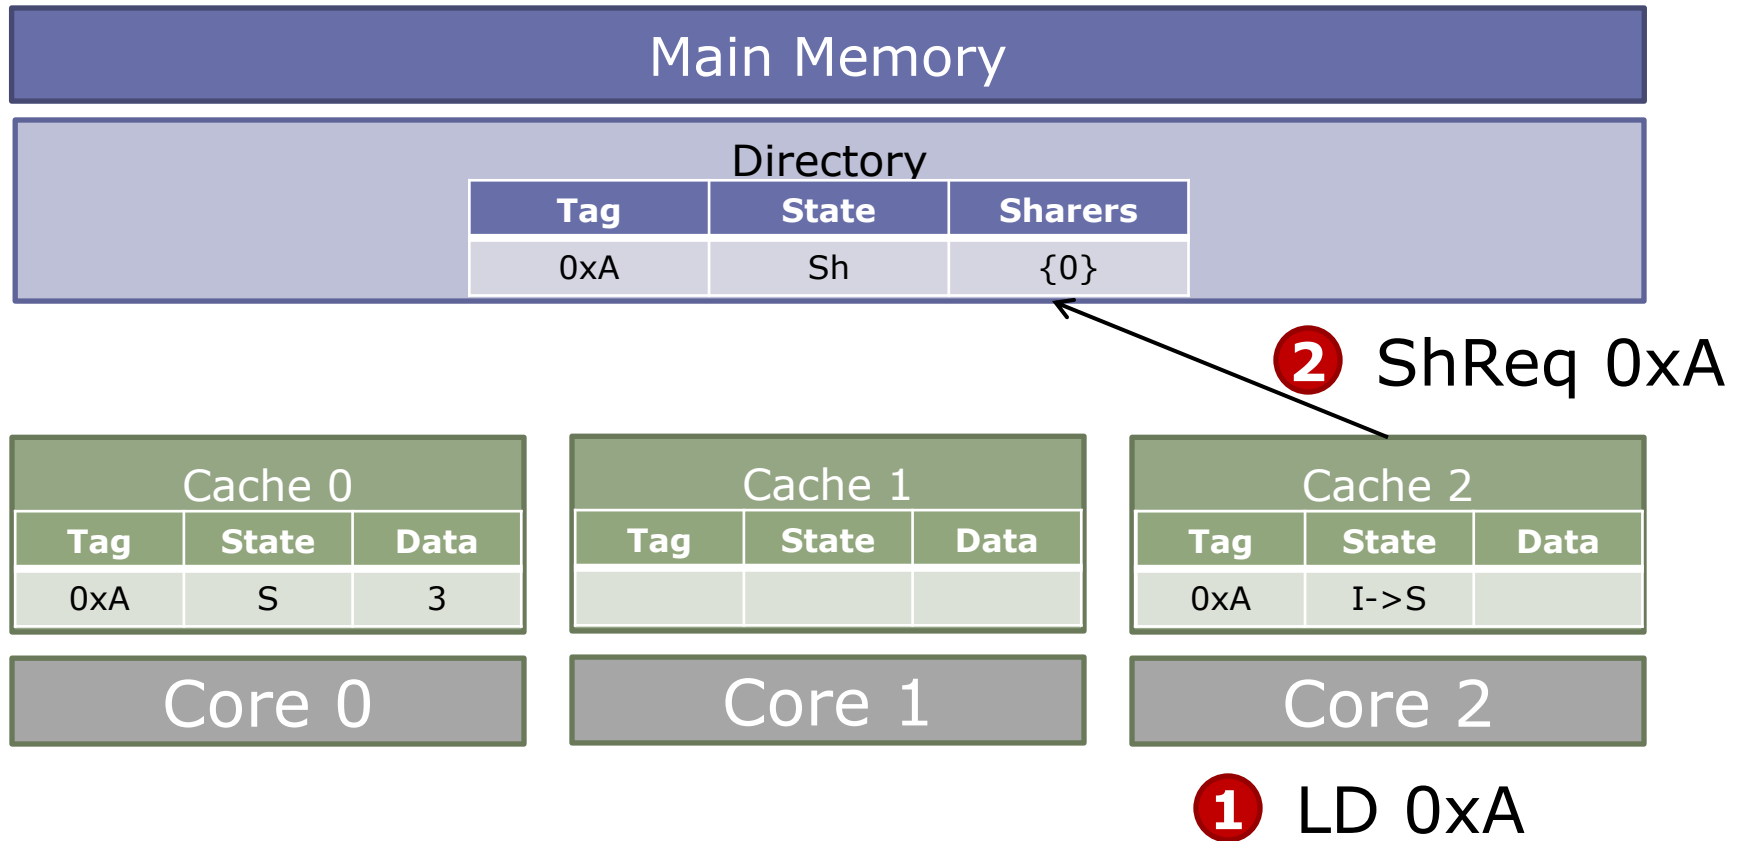 Main Memory
Directory
Tag State Sharers
0xA Sh {0}
2 ShReq 0xA
Cache 0 Cache 1 Cache 2
Tag State Data Tag State Data Tag State Data
0xA S 3 0xA I->S
Core 0 Core 1 Core 2
1 LD 0xA